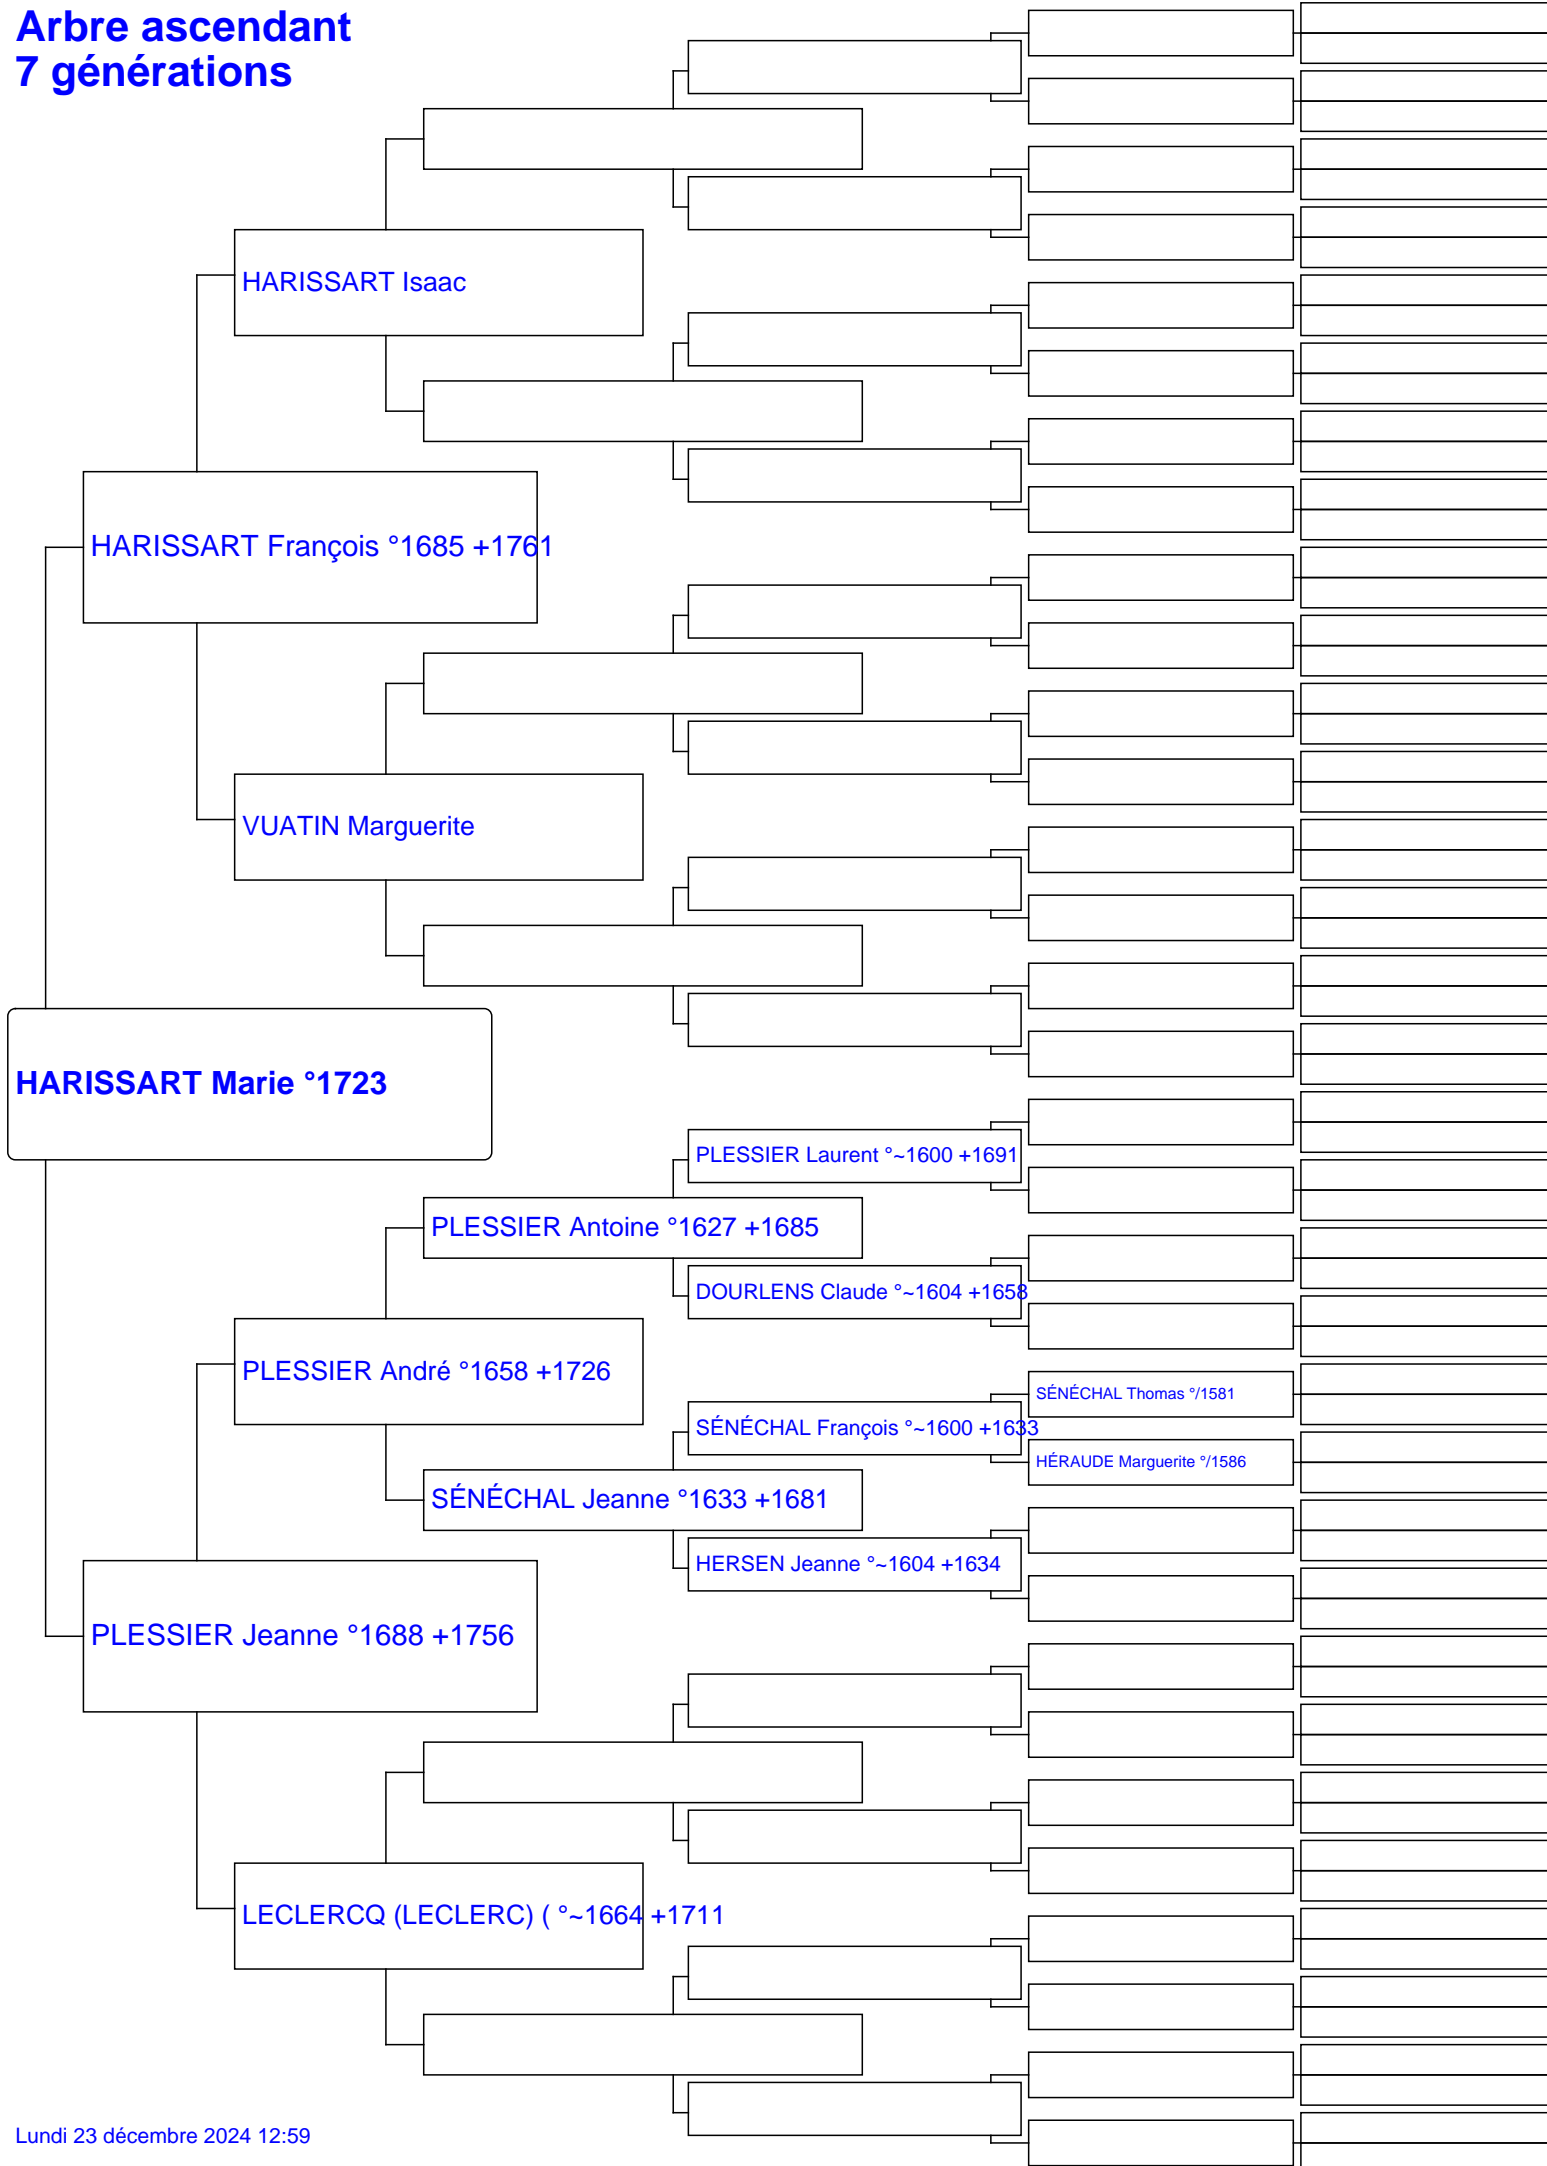 Arbre ascendant
7 générations
HARISSART Isaac
HARISSART François °1685 +1761
VUATIN Marguerite
HARISSART Marie °1723
PLESSIER Laurent °~1600 +1691
PLESSIER Antoine °1627 +1685
DOURLENS Claude °~1604 +1658
PLESSIER André °1658 +1726
SÉNÉCHAL Thomas °/1581
SÉNÉCHAL François °~1600 +1633
HÉRAUDE Marguerite °/1586
SÉNÉCHAL Jeanne °1633 +1681
HERSEN Jeanne °~1604 +1634
PLESSIER Jeanne °1688 +1756
LECLERCQ (LECLERC) ( °~1664 +1711
Lundi 23 décembre 2024 12:59